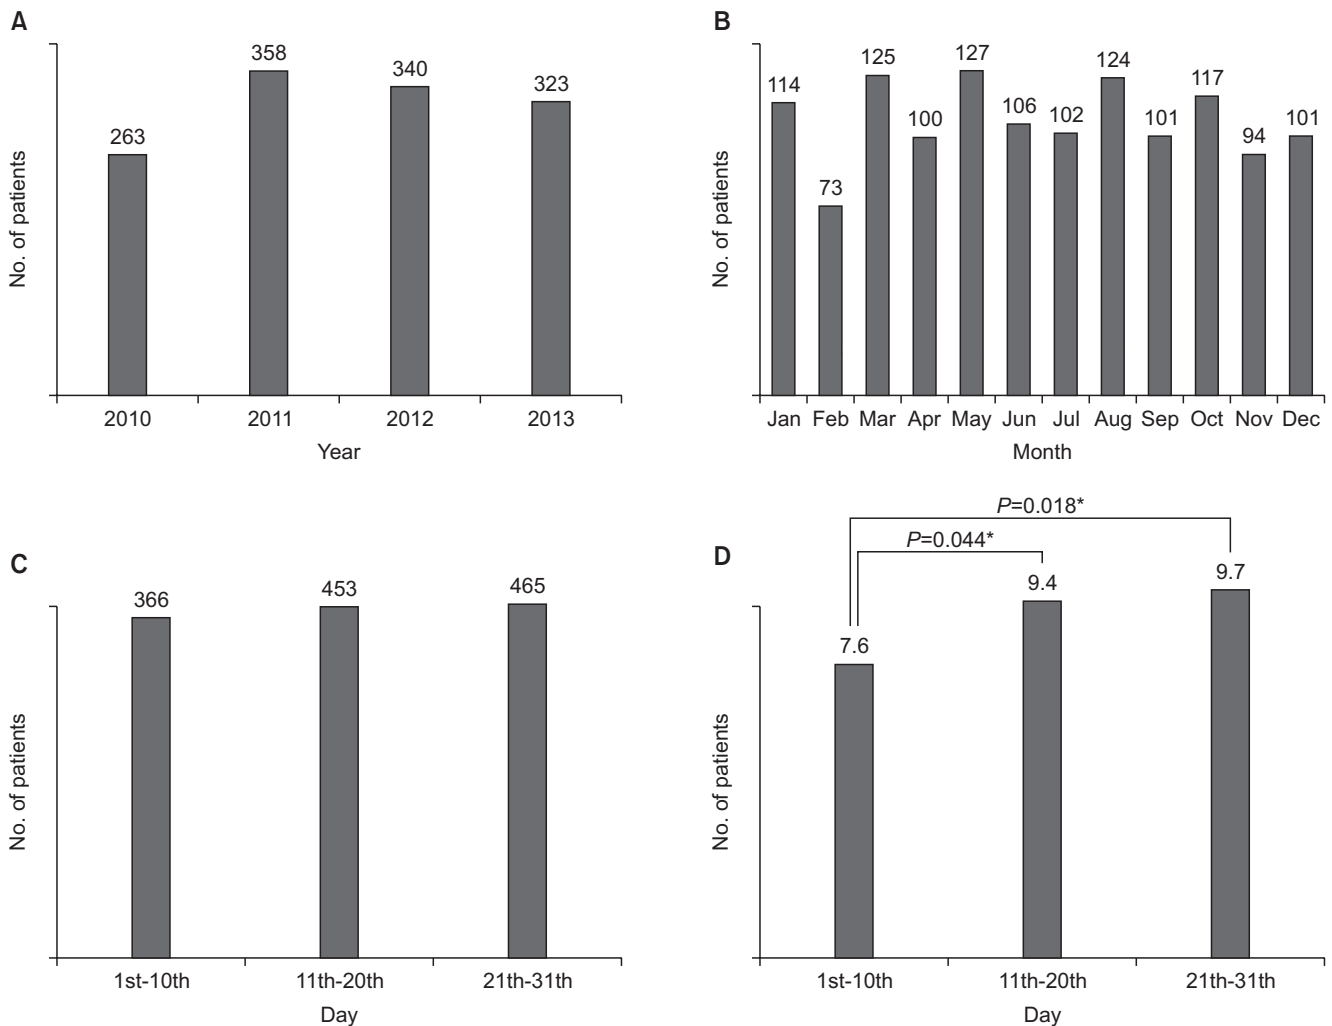 A
358
340
323
263
No. of patients
2010 2011 2012 2013
Year
B
127
125
124
117
114
106
102
101
101
100
94
73
No. of patients
Jan Feb Mar Apr May Jun Jul Aug Sep Oct Nov Dec
Month
C
366 453 465
No. of patients
1st-10th 11th-20th 21th-31th
Day
D
P=0.018*
P=0.044*
9.7
9.4
7.6
No. of patients
1st-10th 11th-20th 21th-31th
Day